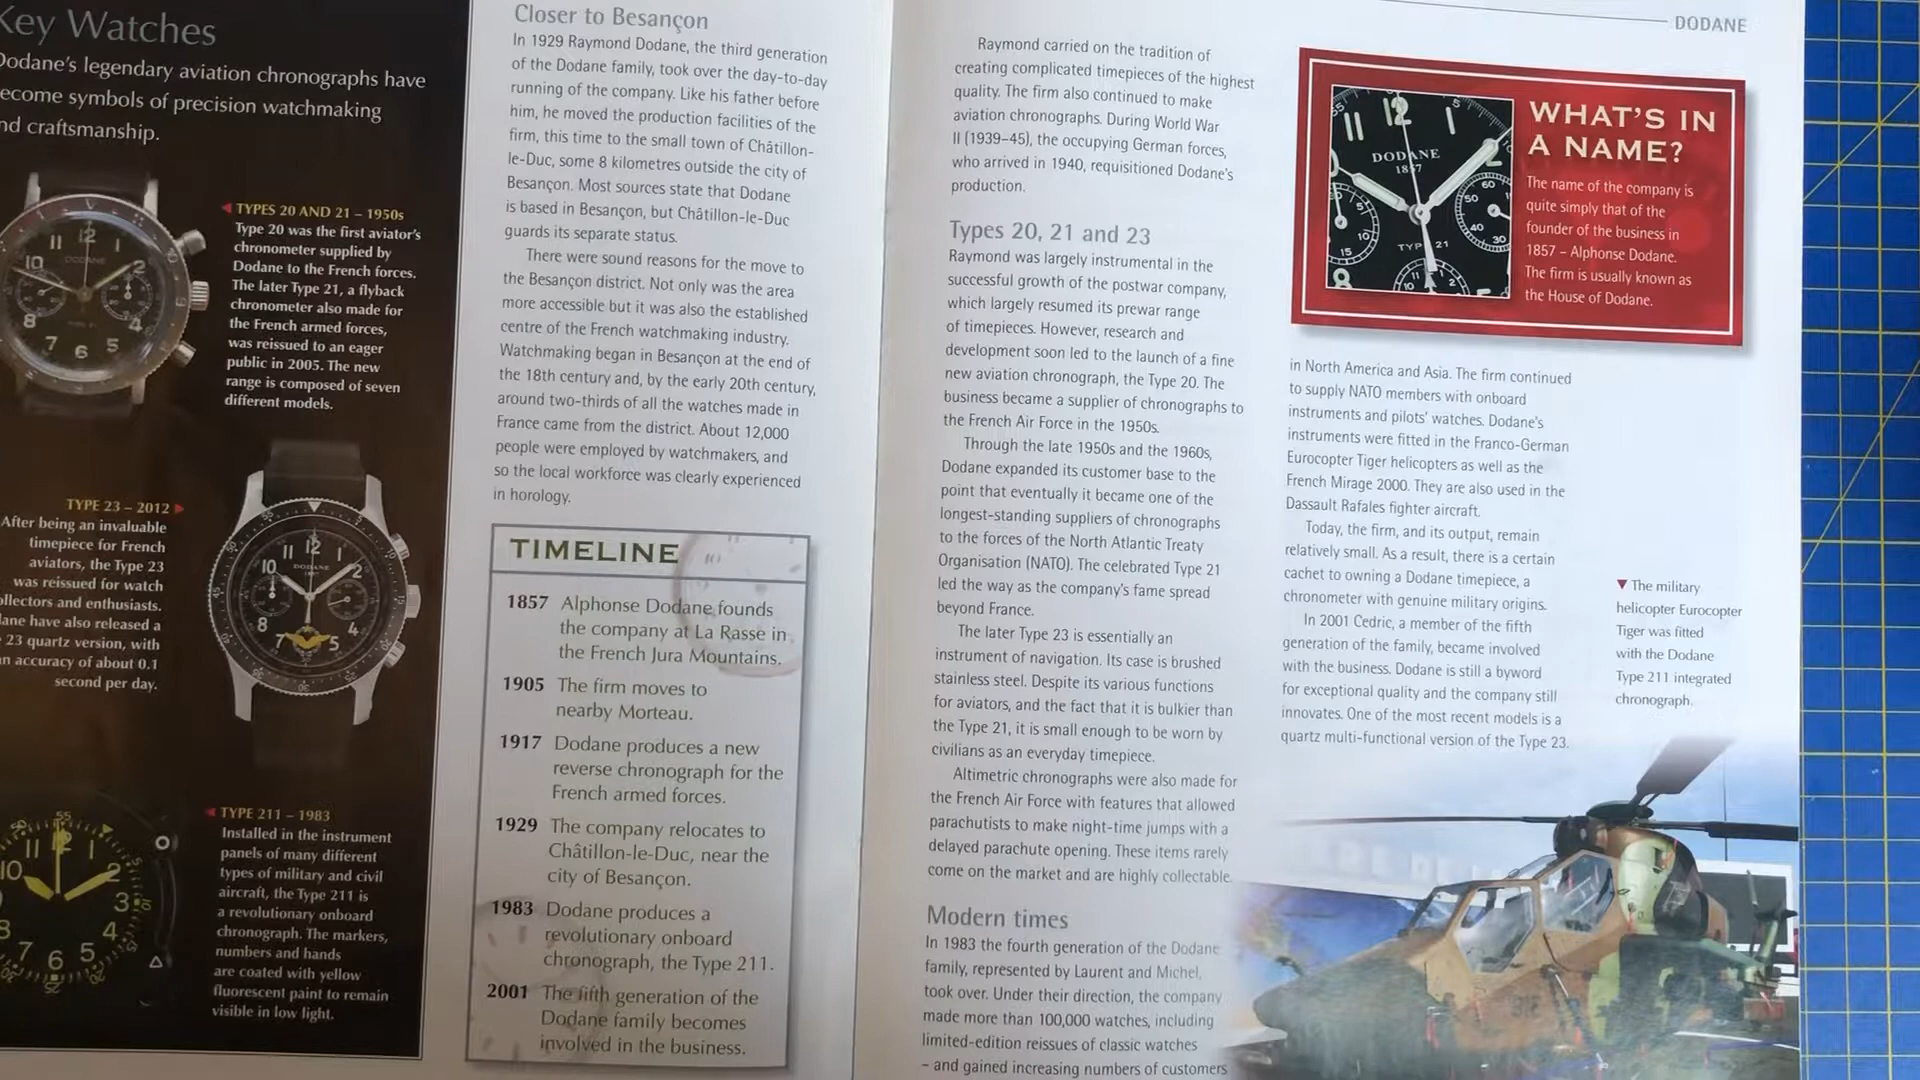 Key Watches
Dodane's legendary aviation chronographs have
become symbols of precision watchmaking
and craftsmanship.
TYPES 20 AND 21 – 1950s
Type 20 was the first aviator's
chronometer supplied by
Dodane to the French forces.
The later Type 21, a flyback
chronometer also made for
the French armed forces,
was reissued to an eager
public in 2005. The new
range is composed of seven
different models.
TYPE 23 – 2012
After being an invaluable
timepiece for French
aviators, the Type 23
was reissued for watch
collectors and enthusiasts.
Dodane have also released a
23 quartz version, with
an accuracy of about 0.1
second per day.
TYPE 211 – 1983
Installed in the instrument
panels of many different
types of military and civil
aircraft, the Type 211 is
a revolutionary onboard
chronograph. The markers,
numbers and hands
are coated with yellow
fluorescent paint to remain
visible in low light.
Closer to Besançon
In 1929 Raymond Dodane, the third generation
of the Dodane family, took over the day-to-day
running of the company. Like his father before
him, he moved the production facilities of the
firm, this time to the small town of Châtillon-
le-Duc, some 8 kilometres outside the city of
Besançon. Most sources state that Dodane
is based in Besançon, but Châtillon-le-Duc
guards its separate status.
There were sound reasons for the move to
the Besançon district. Not only was the area
more accessible but it was also the established
centre of the French watchmaking industry.
Watchmaking began in Besançon at the end of
the 18th century and, by the early 20th century,
around two-thirds of all the watches made in
France came from the district. About 12,000
people were employed by watchmakers, and
so the local workforce was clearly experienced
in horology.
TIMELINE
1857 Alphonse Dodane founds
the company at La Rasse in
the French Jura Mountains.
1905 The firm moves to
nearby Morteau.
1917 Dodane produces a new
reverse chronograph for the
French armed forces.
1929 The company relocates to
Châtillon-le-Duc, near the
city of Besançon.
1983 Dodane produces a
revolutionary onboard
chronograph, the Type 211.
2001 The fifth generation of the
Dodane family becomes
involved in the business.
DODANE
Raymond carried on the tradition of
creating complicated timepieces of the highest
quality. The firm also continued to make
aviation chronographs. During World War
II (1939–45), the occupying German forces,
who arrived in 1940, requisitioned Dodane's
production.
Types 20, 21 and 23
Raymond was largely instrumental in the
successful growth of the postwar company,
which largely resumed its prewar range
of timepieces. However, research and
development soon led to the launch of a fine
new aviation chronograph, the Type 20. The
business became a supplier of chronographs to
the French Air Force in the 1950s.
Through the late 1950s and the 1960s,
Dodane expanded its customer base to the
point that eventually it became one of the
longest-standing suppliers of chronographs
to the forces of the North Atlantic Treaty
Organisation (NATO). The celebrated Type 21
led the way as the company's fame spread
beyond France.
The later Type 23 is essentially an
instrument of navigation. Its case is brushed
stainless steel. Despite its various functions
for aviators, and the fact that it is bulkier than
the Type 21, it is small enough to be worn by
civilians as an everyday timepiece.
Altimetric chronographs were also made for
the French Air Force with features that allowed
parachutists to make night-time jumps with a
delayed parachute opening. These items rarely
come on the market and are highly collectable.
Modern times
In 1983 the fourth generation of the Dodane
family, represented by Laurent and Michel,
took over. Under their direction, the company
made more than 100,000 watches, including
limited-edition reissues of classic watches
– and gained increasing numbers of customers
DODANE
1857
TYPE 21
WHAT'S IN
A NAME?
The name of the company is
quite simply that of the
founder of the business in
1857 – Alphonse Dodane.
The firm is usually known as
the House of Dodane.
in North America and Asia. The firm continued
to supply NATO members with onboard
instruments and pilots' watches. Dodane's
instruments were fitted in the Franco-German
Eurocopter Tiger helicopters as well as the
French Mirage 2000. They are also used in the
Dassault Rafales fighter aircraft.
Today, the firm, and its output, remain
relatively small. As a result, there is a certain
cachet to owning a Dodane timepiece, a
chronometer with genuine military origins.
In 2001 Cedric, a member of the fifth
generation of the family, became involved
with the business. Dodane is still a byword
for exceptional quality and the company still
innovates. One of the most recent models is a
quartz multi-functional version of the Type 23.
The military
helicopter Eurocopter
Tiger was fitted
with the Dodane
Type 211 integrated
chronograph.